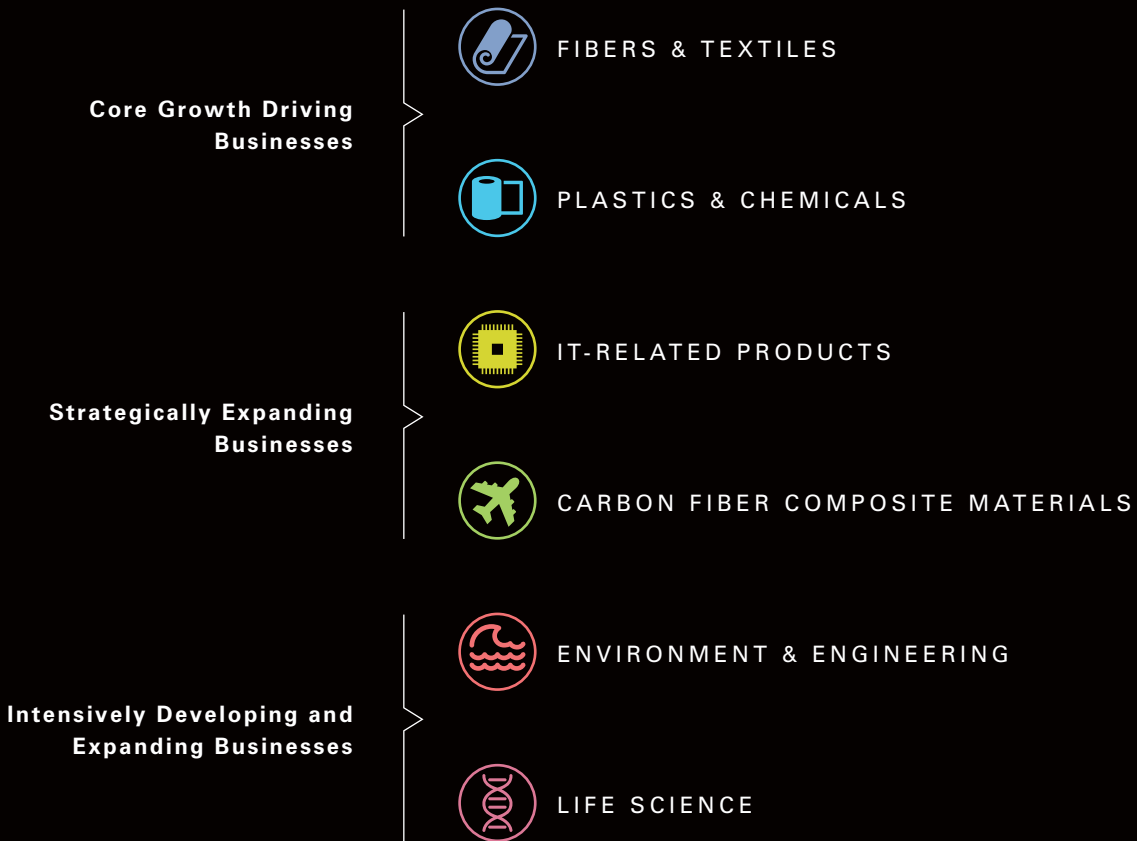 Core Growth Driving
Businesses
FIBERS & TEXTILES
PLASTICS & CHEMICALS
Strategically Expanding
Businesses
IT-RELATED PRODUCTS
CARBON FIBER COMPOSITE MATERIALS
Intensively Developing and
Expanding Businesses
ENVIRONMENT & ENGINEERING
LIFE SCIENCE